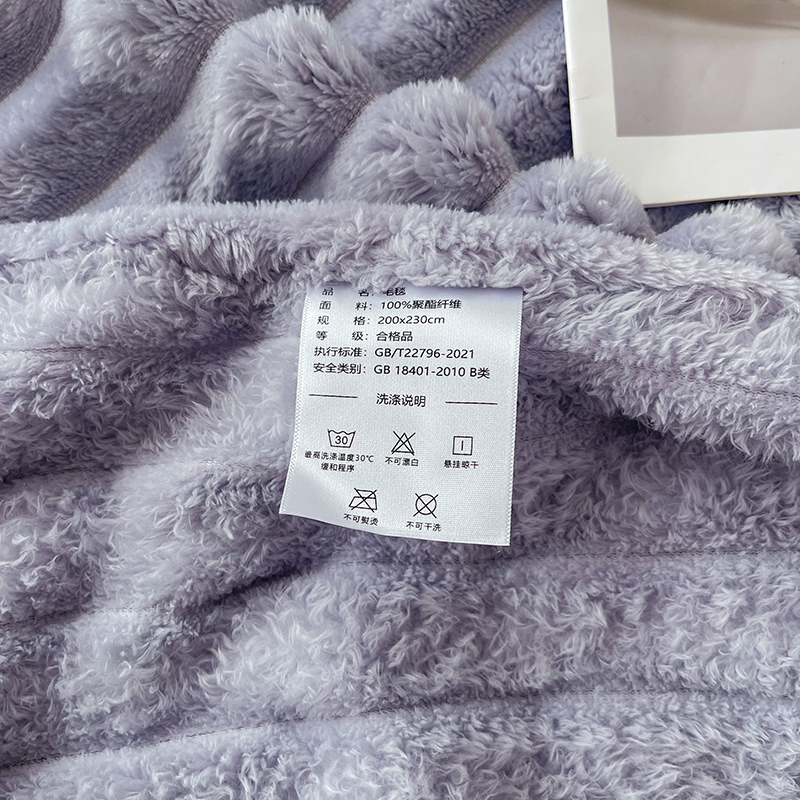 品 名：毛毯
面 料：100%聚酯纤维
规 格：200x230cm
等 级：合格品
执行标准：GB/T22796-2021
安全类别：GB 18401-2010 B类
洗涤说明
30
最高洗涤温度30℃
缓和程序
不可漂白
悬挂晾干
不可熨烫
不可干洗